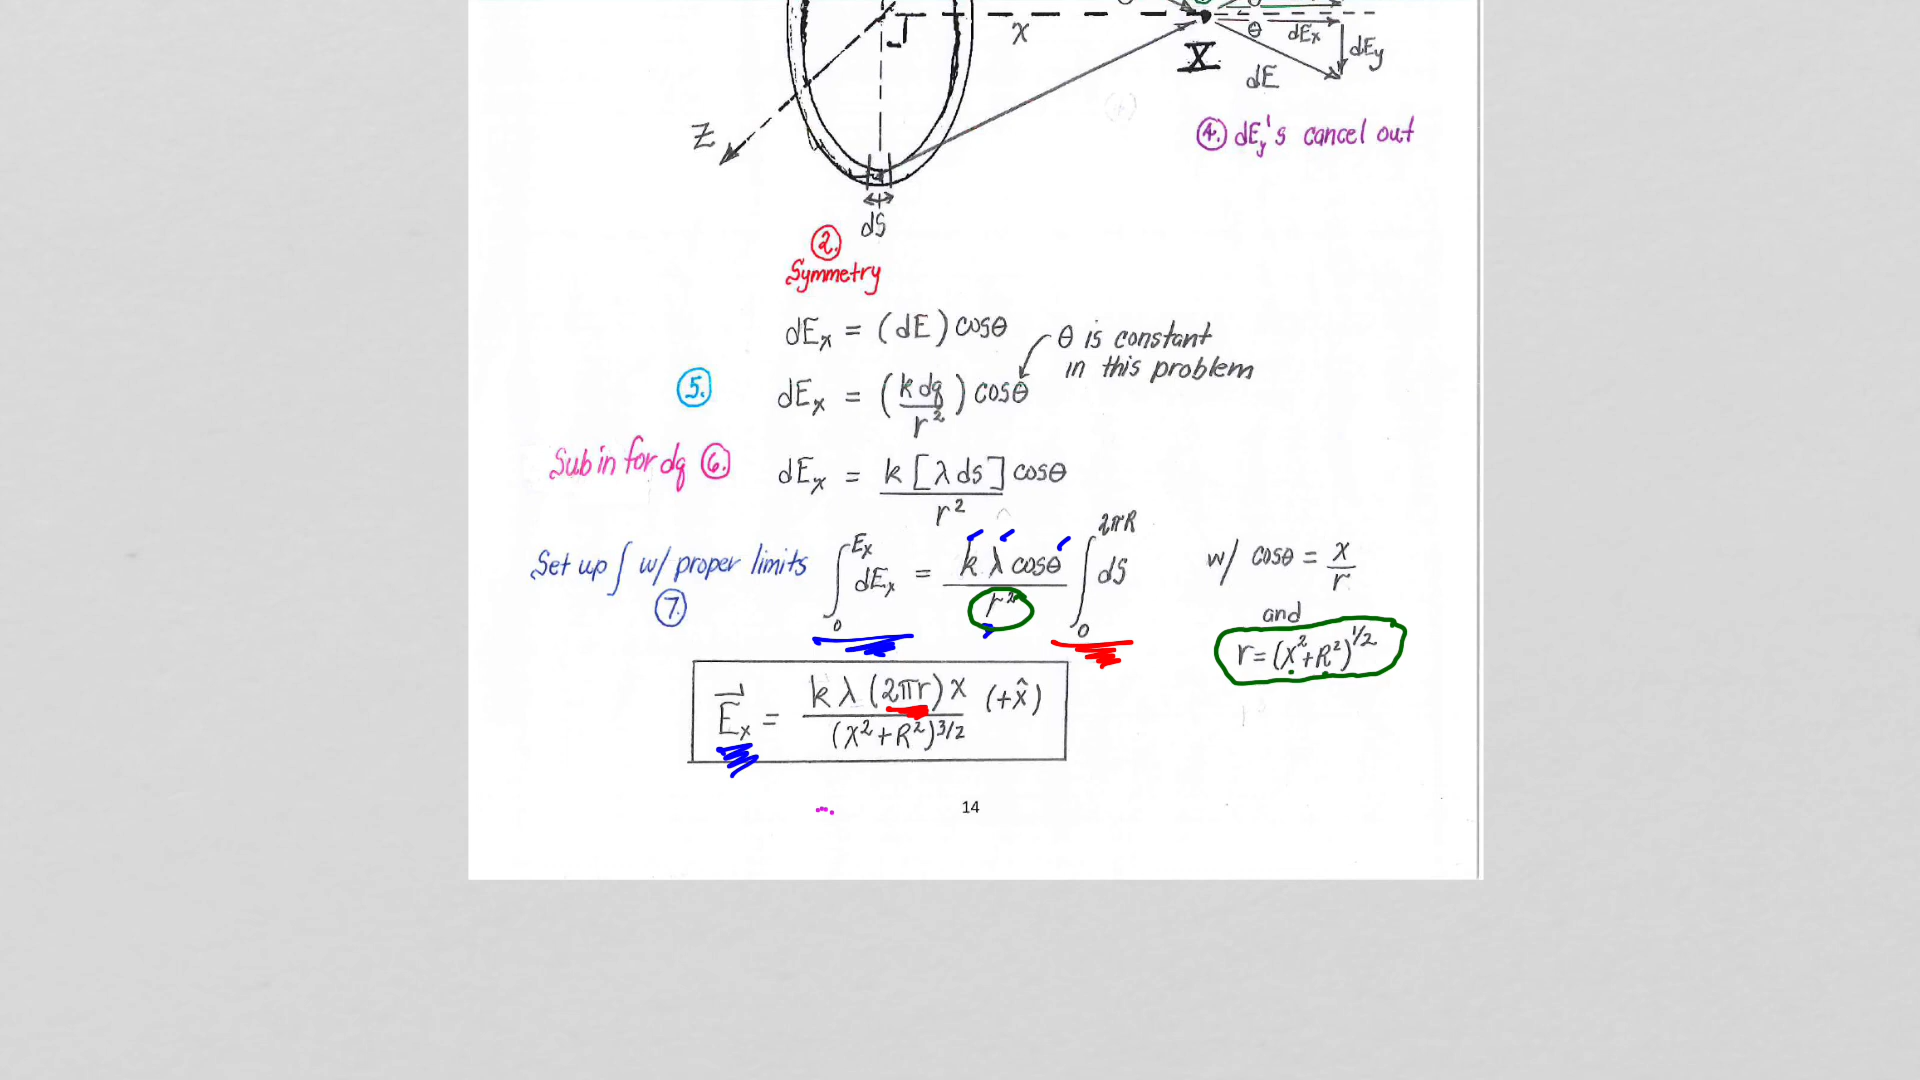 x
θ
dEx
dEy
X
dE
Z
4. dEy's cancel out
dS
2.
Symmetry
dEx = (dE) cosθ
θ is constant
in this problem
5. dEx = (k dq / r²) cosθ
Sub in for dq 6. dEx = k [λ ds] cosθ / r²
Set up ∫ w/ proper limits ∫₀^Ex dEx = k λ cosθ / r² ∫₀^2πR dS
7.
w/ cosθ = x / r
and
r = (x² + R²)^1/2
E⃗x = k λ (2πr) x / (x² + R²)^3/2 (+x̂)
14